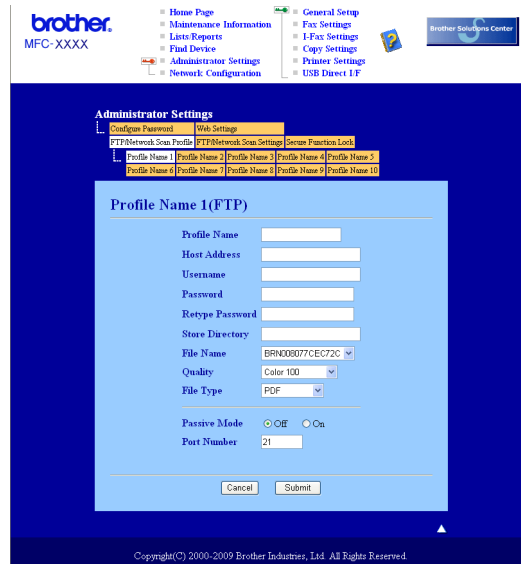 brother.
MFC-XXXX
Home Page
Maintenance Information
Lists/Reports
Find Device
Administrator Settings
Network Configuration
General Setup
Fax Settings
I-Fax Settings
Copy Settings
Printer Settings
USB Direct I/F
Brother Solutions Center
Administrator Settings
Configure Password Web Settings
FTP/Network Scan Profile FTP/Network Scan Settings Secure Function Lock
Profile Name 1 Profile Name 2 Profile Name 3 Profile Name 4 Profile Name 5
Profile Name 6 Profile Name 7 Profile Name 8 Profile Name 9 Profile Name 10
Profile Name 1(FTP)
Profile Name
Host Address
Username
Password
Retype Password
Store Directory
File Name BRN008077CEC72C
Quality Color 100
File Type PDF
Passive Mode Off On
Port Number 21
Cancel Submit
Copyright(C) 2000-2009 Brother Industries, Ltd. All Rights Reserved.